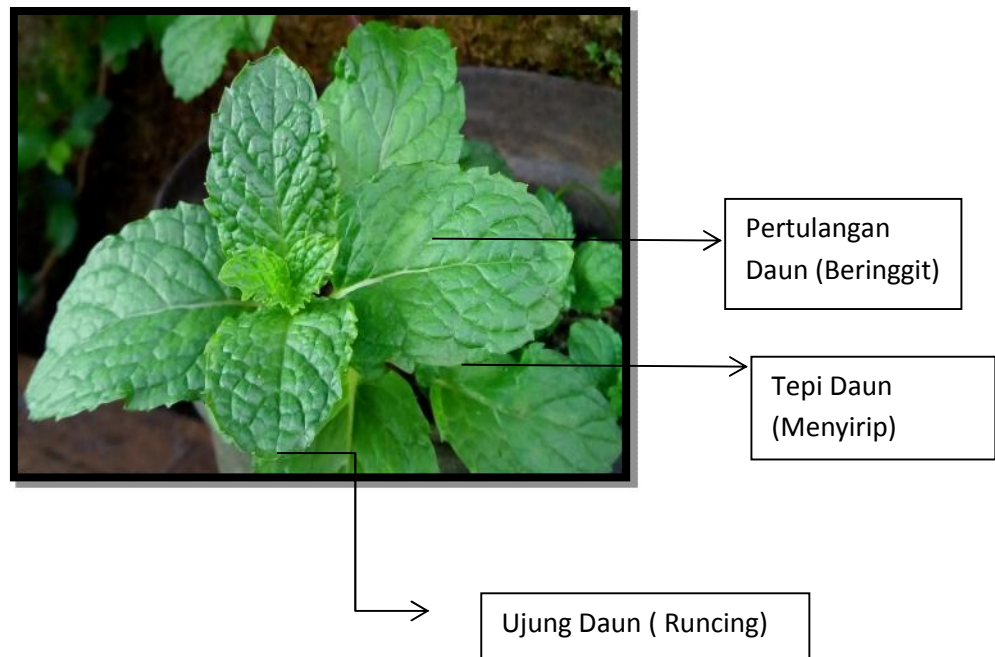 Pertulangan
Daun (Beringgit)
Tepi Daun
(Menyirip)
Ujung Daun ( Runcing)